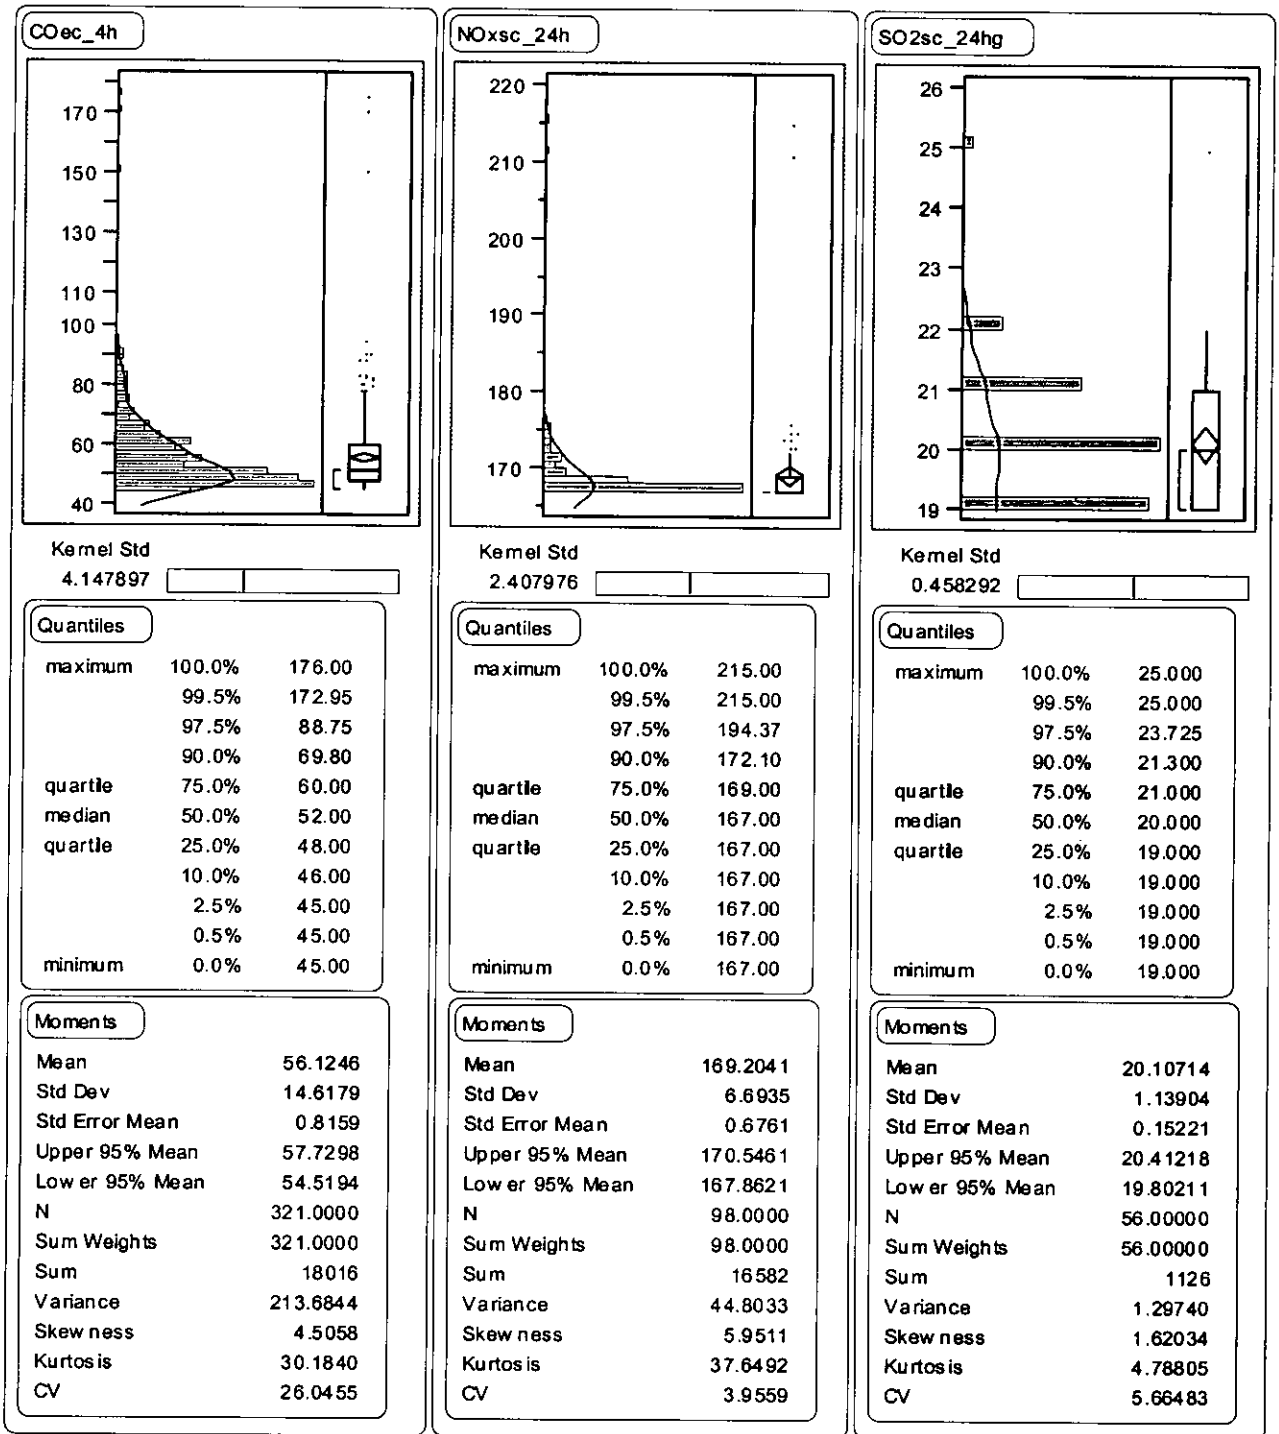 COec_4h
170
150
130
110
100
80
60
40
Kernel Std
4.147897
Quantiles
maximum 100.0% 176.00
99.5% 172.95
97.5% 88.75
90.0% 69.80
quartile 75.0% 60.00
median 50.0% 52.00
quartile 25.0% 48.00
10.0% 46.00
2.5% 45.00
0.5% 45.00
minimum 0.0% 45.00
Moments
Mean 56.1246
Std Dev 14.6179
Std Error Mean 0.8159
Upper 95% Mean 57.7298
Lower 95% Mean 54.5194
N 321.0000
Sum Weights 321.0000
Sum 18016
Variance 213.6844
Skewness 4.5058
Kurtosis 30.1840
CV 26.0455
NOxsc_24h
220
210
200
190
180
170
Kernel Std
2.407976
Quantiles
maximum 100.0% 215.00
99.5% 215.00
97.5% 194.37
90.0% 172.10
quartile 75.0% 169.00
median 50.0% 167.00
quartile 25.0% 167.00
10.0% 167.00
2.5% 167.00
0.5% 167.00
minimum 0.0% 167.00
Moments
Mean 169.2041
Std Dev 6.6935
Std Error Mean 0.6761
Upper 95% Mean 170.5461
Lower 95% Mean 167.8621
N 98.0000
Sum Weights 98.0000
Sum 16582
Variance 44.8033
Skewness 5.9511
Kurtosis 37.6492
CV 3.9559
SO2sc_24hg
26
25
24
23
22
21
20
19
Kernel Std
0.458292
Quantiles
maximum 100.0% 25.000
99.5% 25.000
97.5% 23.725
90.0% 21.300
quartile 75.0% 21.000
median 50.0% 20.000
quartile 25.0% 19.000
10.0% 19.000
2.5% 19.000
0.5% 19.000
minimum 0.0% 19.000
Moments
Mean 20.10714
Std Dev 1.13904
Std Error Mean 0.15221
Upper 95% Mean 20.41218
Lower 95% Mean 19.80211
N 56.00000
Sum Weights 56.00000
Sum 1126
Variance 1.29740
Skewness 1.62034
Kurtosis 4.78805
CV 5.66483